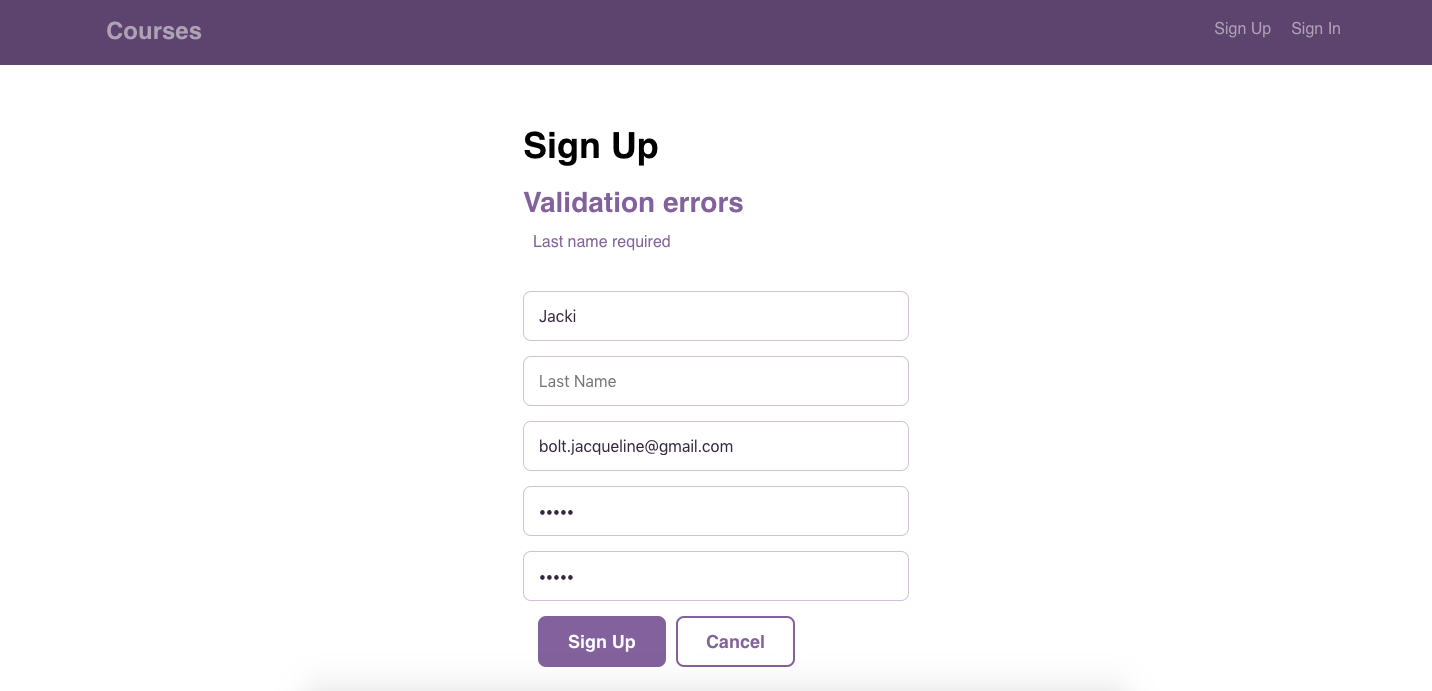 Courses
Sign Up Sign In
Sign Up
Validation errors
Last name required
Jacki
Last Name
bolt.jacqueline@gmail.com
•••••
•••••
Sign Up Cancel